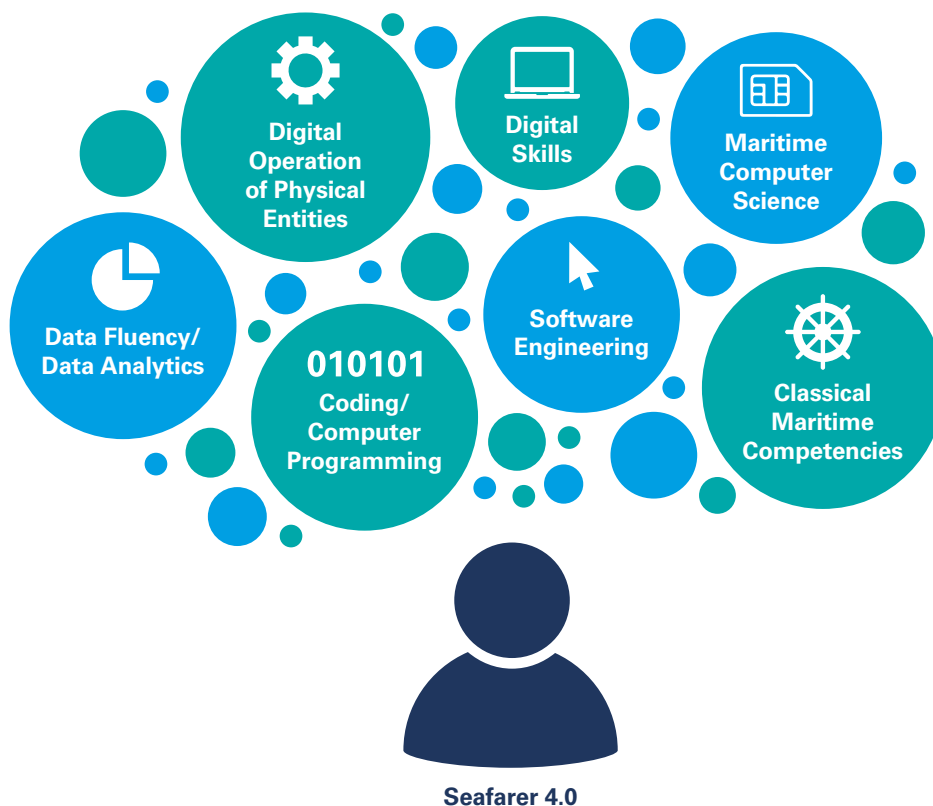 Digital
Operation
of Physical
Entities
Digital
Skills
Maritime
Computer
Science
Data Fluency/
Data Analytics
010101
Coding/
Computer
Programming
Software
Engineering
Classical
Maritime
Competencies
Seafarer 4.0